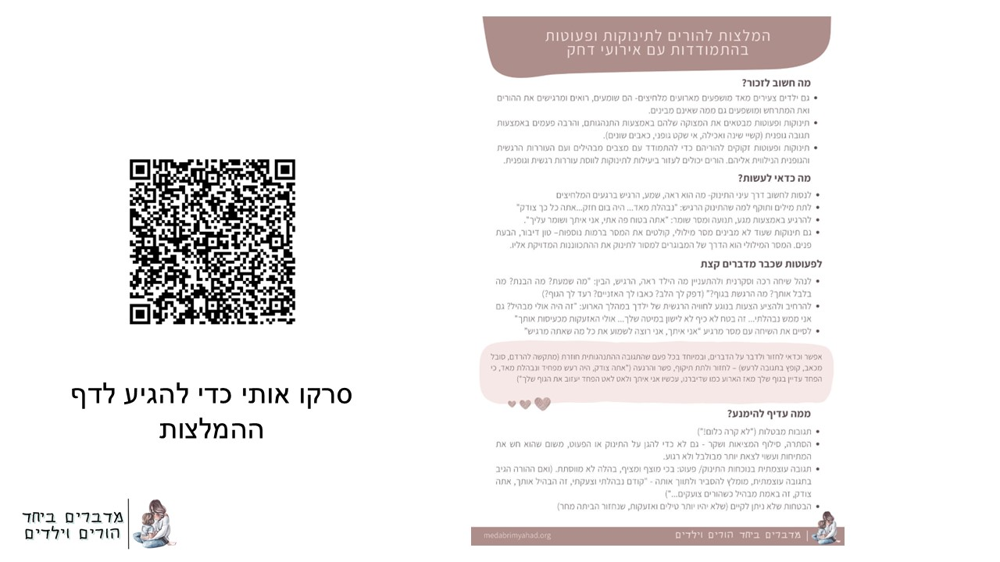 המלצות להורים לתינוקות ופעוטות
בהתמודדות עם אירועי דחק
מה חשוב לזכור?
• גם ילדים צעירים מאד מושפעים מארועים מלחיצים- הם שומעים, רואים ומרגישים את ההורים
ואת המתרחש ומושפעים גם ממה שאינם מבינים.
• תינוקות ופעוטות מבטאים את המצוקה שלהם באמצעות התנהגותם, והרבה פעמים באמצעות
תגובה גופנית (קשיי שינה ואכילה, אי שקט גופני, כאבים שונים).
• תינוקות ופעוטות זקוקים להוריהם כדי להתמודד עם מצבים מבהילים ועם העוררות הרגשית
והגופנית הנילווית אליהם. הורים יכולים לעזור ביעילות לתינוקות לווסת עוררות רגשית וגופנית.
מה כדאי לעשות?
• לנסות לחשוב דרך עיני התינוק- מה הוא ראה, שמע, הרגיש ברגעים המלחיצים
• לתת מילים ותוקף למה שהתינוק הרגיש: "נבהלת מאד... היה בום חזק...אתה כל כך צודק"
• להרגיע באמצעות מגע, תנועה ומסר שומר: "אתה בטוח פה אתי, אני איתך ושומר עליך".
• גם תינוקות שעוד לא מבינים מסר מילולי, קולטים את המסר ברמות נוספות– טון דיבור, הבעת
פנים. המסר המילולי הוא הדרך של המבוגרים למסור לתינוק את ההתכווננות המדויקת אליו.
לפעוטות שכבר מדברים קצת
• לנהל שיחה רכה וסקרנית ולהתעניין מה הילד ראה, הרגיש, הבין: "מה שמעת? מה הבנת? מה
בלבל אותך? מה הרגשת בגוף?" (דפק לך הלב? כאבו לך האזניים? רעד לך הגוף?)
• להרחיב ולהציע הצעות בנוגע לחוויה הרגשית של ילדך במהלך הארוע: "זה היה אולי מבהיל? גם
אני ממש נבהלתי... זה בטח לא כיף לא לישון במיטה שלך... אולי האזעקות מכעיסות אותך"
• לסיים את השיחה עם מסר מרגיע "אני איתך, אני רוצה לשמוע את כל מה שאתה מרגיש"
אפשר וכדאי לחזור ולדבר על הדברים, ובמיוחד בכל פעם שהתגובה ההתנהגותית חוזרת (מתקשה להרדם, סובל
מכאב, קופץ בתגובה לרעש) – לחזור ולתת תיקוף, פשר והרגעה ("אתה צודק, היה רעש מפחיד ונבהלת מאד, כי
הפחד עדיין בגוף שלך מאז הארוע כמו שדיברנו, עכשיו אני איתך ולאט לאט הפחד יעזוב את הגוף שלך")
ממה עדיף להימנע?
• תגובות מבטלות ("לא קרה כלום!")
• הסתרה, סילוף המציאות ושקר - גם לא כדי להגן על התינוק או הפעוט, משום שהוא חש את
המתיחות ועשוי לצאת יותר מבולבל ולא רגוע.
• תגובה עוצמתית בנוכחות התינוק/ פעוט: בכי מוצף ומציף, בהלה לא מווסתת. (ואם ההורה הגיב
בתגובה עוצמתית, מומלץ להסביר ולתווך אותה - "קודם נבהלתי וצעקתי, זה הבהיל אותך, אתה
צודק, זה באמת מבהיל כשהורים צועקים...")
• הבטחות שלא ניתן לקיים (שלא יהיו יותר טילים ואזעקות, שנחזור הביתה מחר)
מדברים ביחד הורים וילדים
medabrimyahad.org
סרקו אותי כדי להגיע לדף
ההמלצות
מדברים ביחד
הורים וילדים